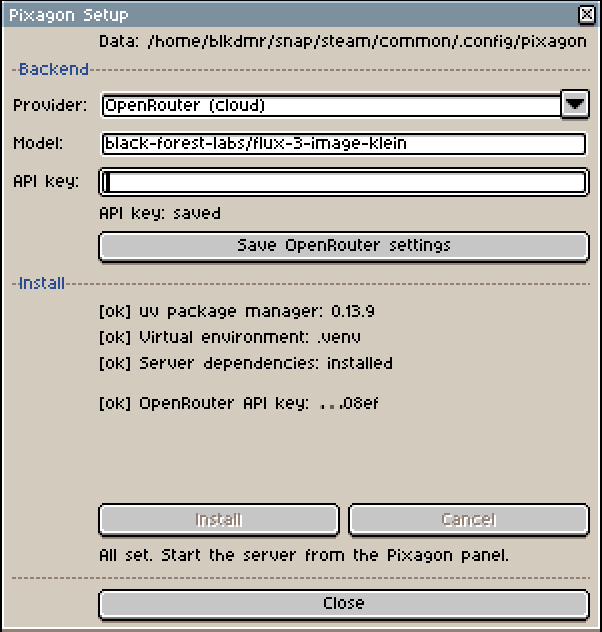 Pixagon Setup
Data: /home/blkdmr/snap/steam/common/.config/pixagon
Backend
Provider: OpenRouter (cloud)
Model: black-forest-labs/flux-3-image-klein
API key:
API key: saved
Save OpenRouter settings
Install
[ok] uv package manager: 0.13.9
[ok] Virtual environment: .venv
[ok] Server dependencies: installed
[ok] OpenRouter API key: ...08ef
Install Cancel
All set. Start the server from the Pixagon panel.
Close